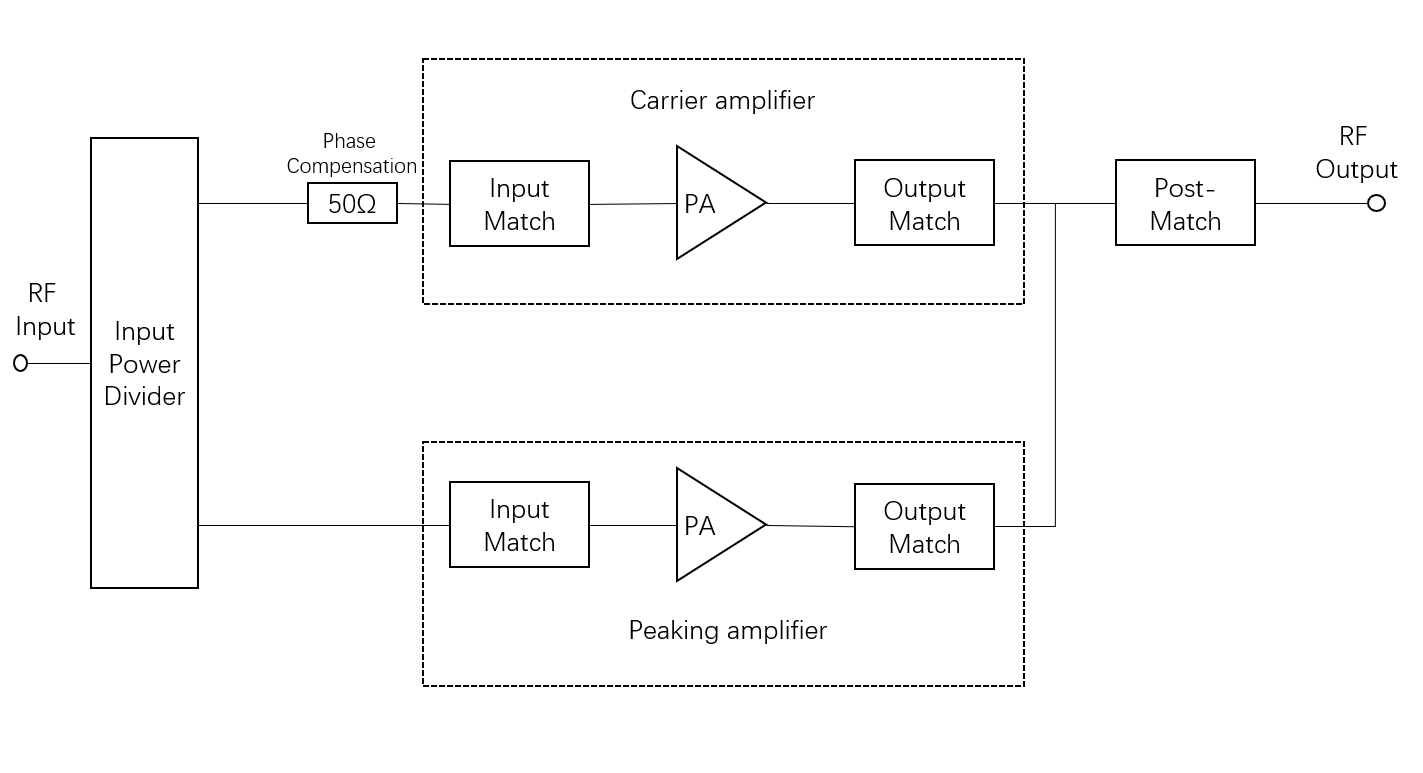 Carrier amplifier
Phase
Compensation
50Ω
Input
Match
PA
Output
Match
Post-
Match
RF
Output
RF
Input
Input
Power
Divider
Input
Match
PA
Output
Match
Peaking amplifier